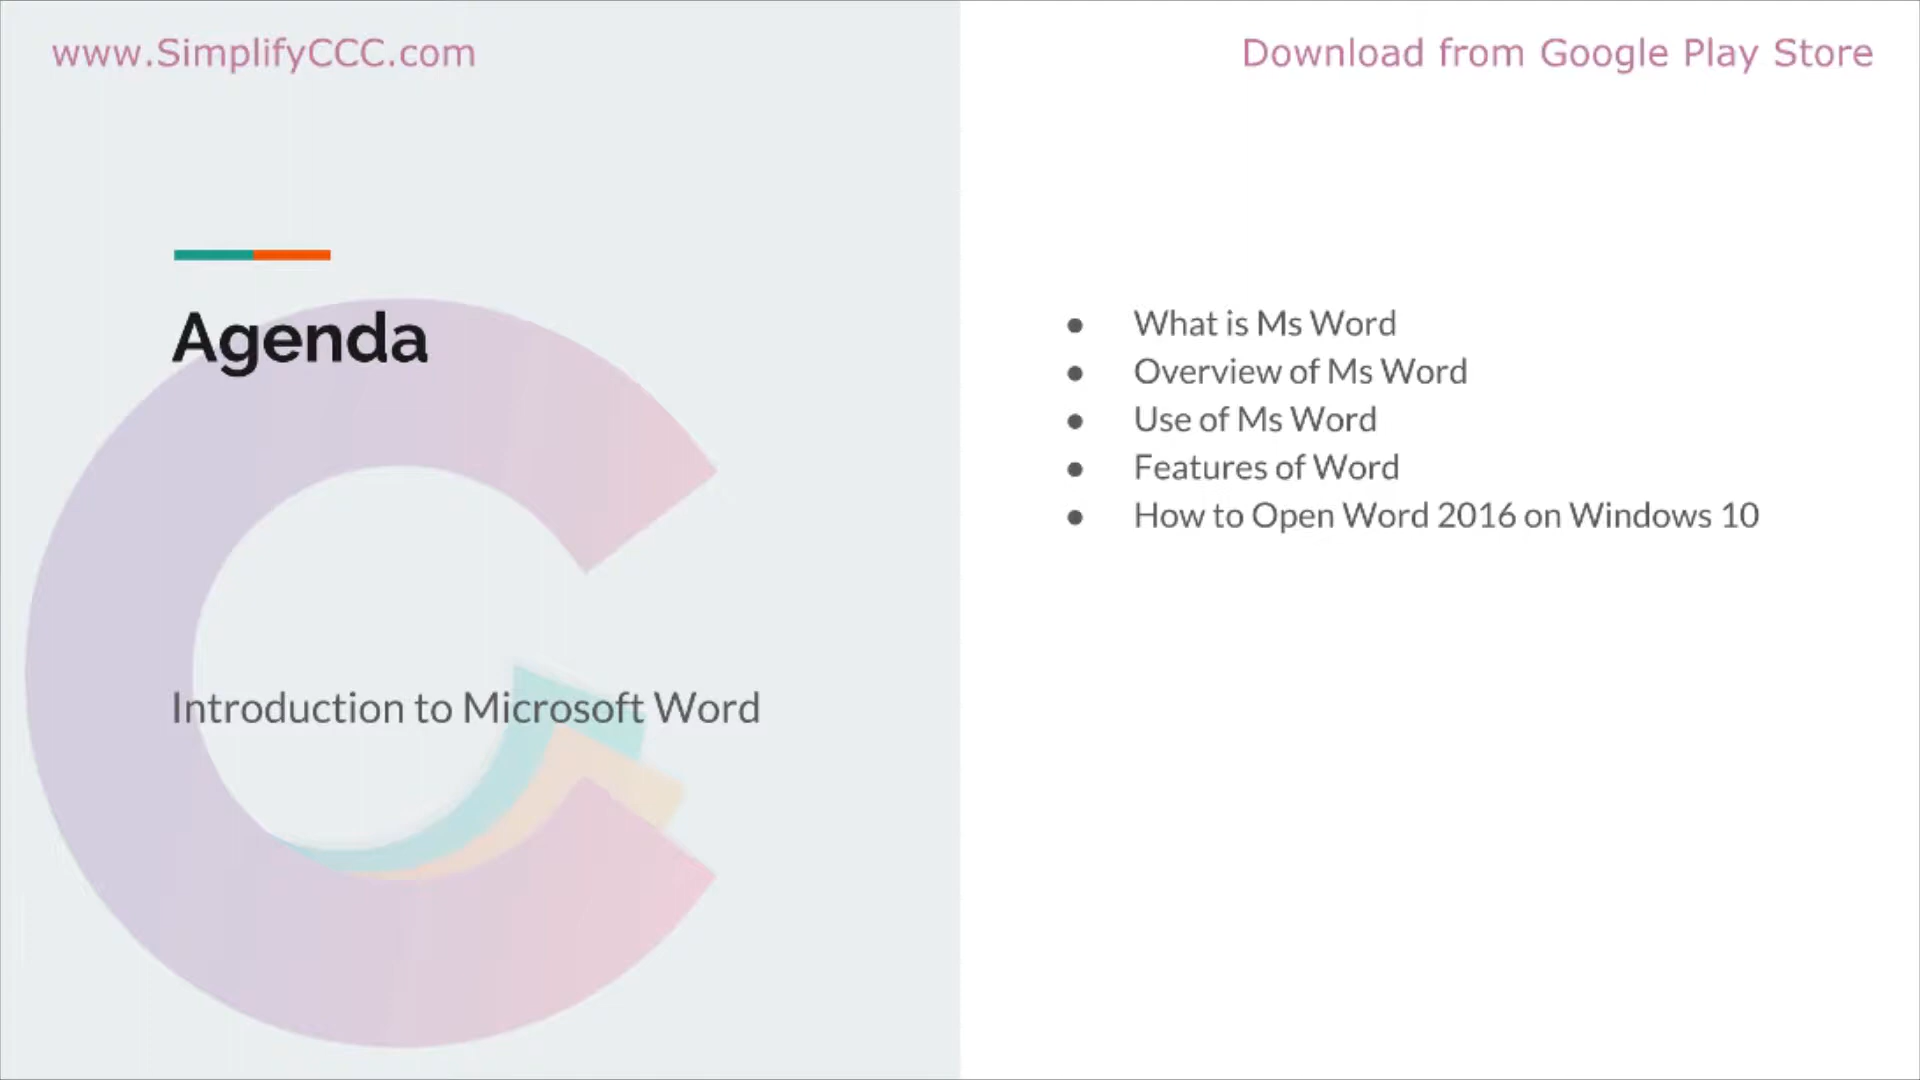 www.SimplifyCCC.com
Download from Google Play Store
Agenda
Introduction to Microsoft Word
● What is Ms Word
● Overview of Ms Word
● Use of Ms Word
● Features of Word
● How to Open Word 2016 on Windows 10